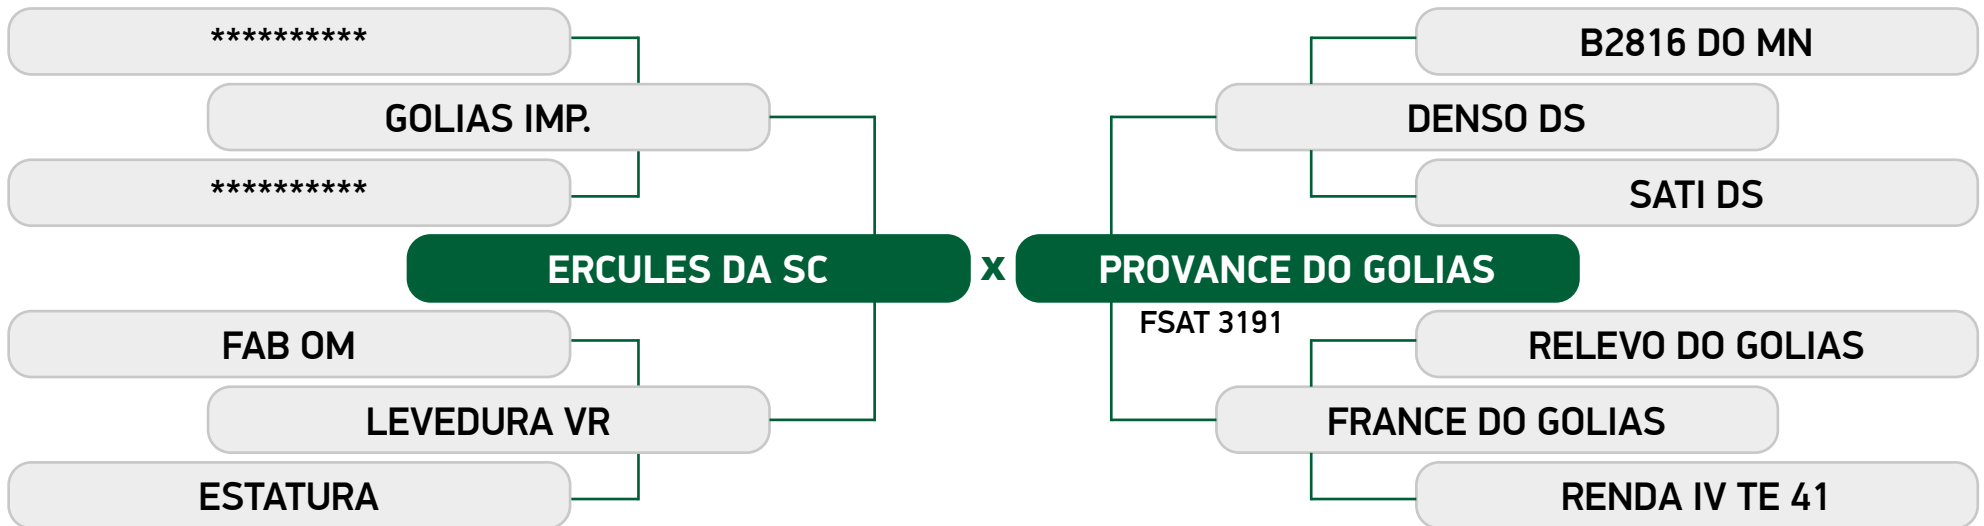 **********
B2816 DO MN
GOLIAS IMP.
DENSO DS
**********
SATI DS
ERCULES DA SC x PROVANCE DO GOLIAS
FSAT 3191
FAB OM
RELEVO DO GOLIAS
LEVEDURA VR
FRANCE DO GOLIAS
ESTATURA
RENDA IV TE 41